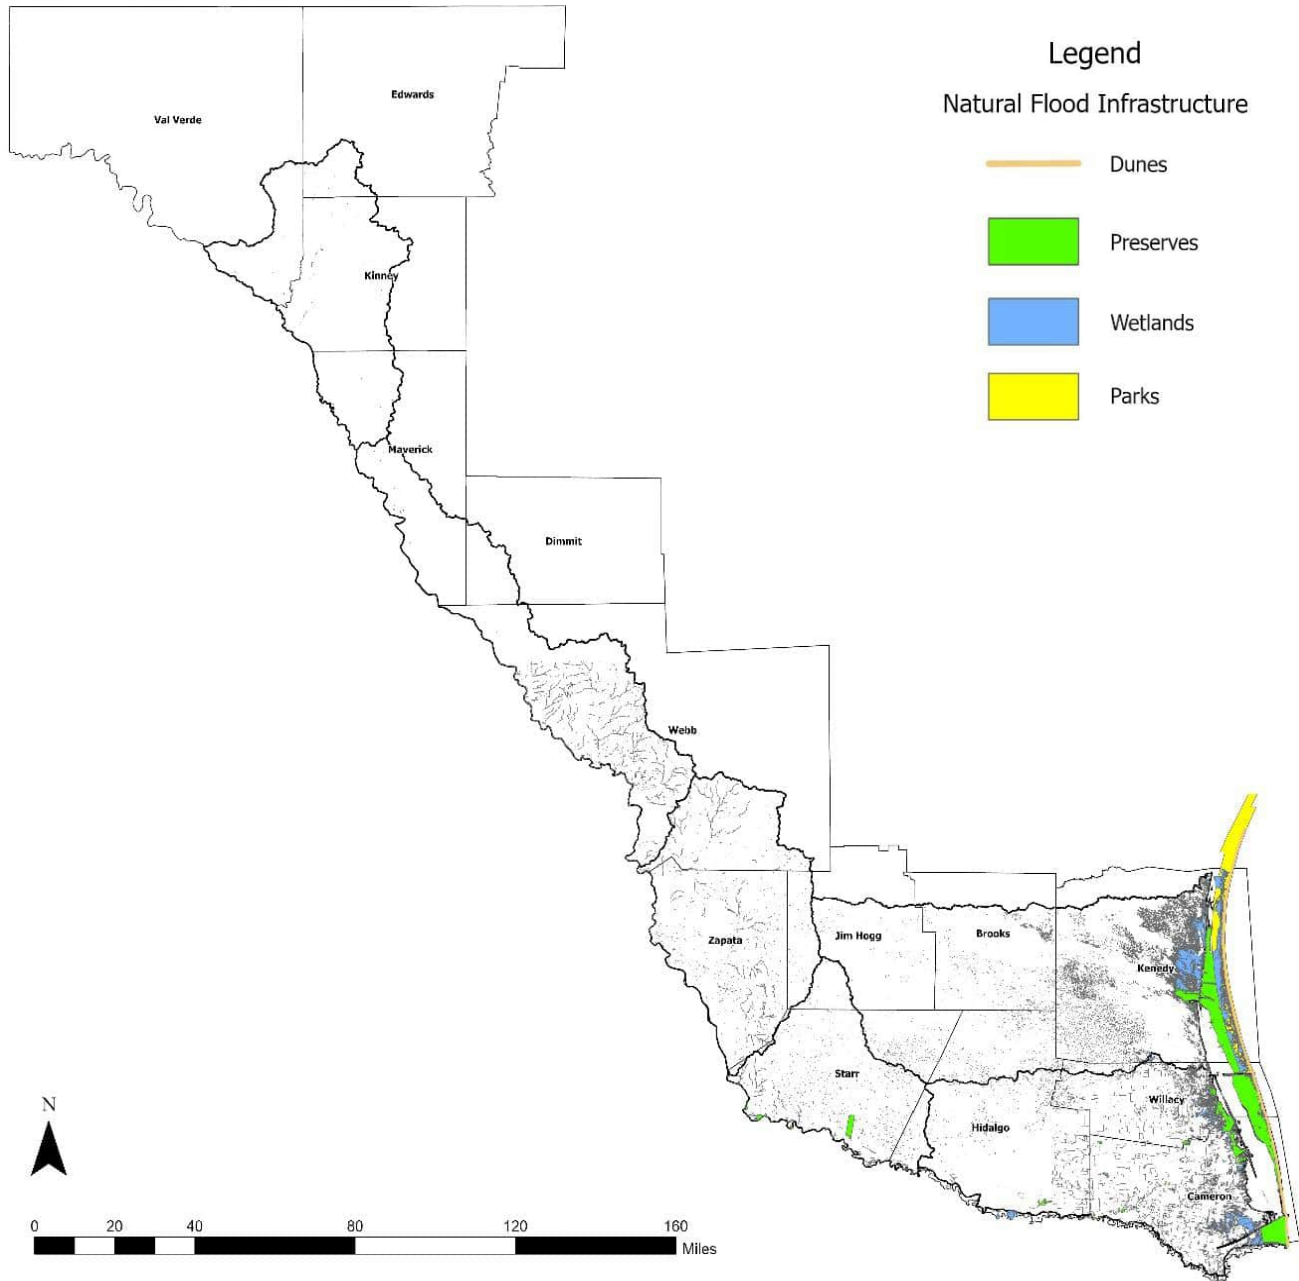 Legend
Natural Flood Infrastructure
Dunes
Preserves
Wetlands
Parks
Edwards
Val Verde
Kinney
Maverick
Dimmit
Webb
Zapata
Jim Hogg
Brooks
Kenedy
Starr
Willacy
Hidalgo
Cameron
N
0 20 40 80 120 160
Miles